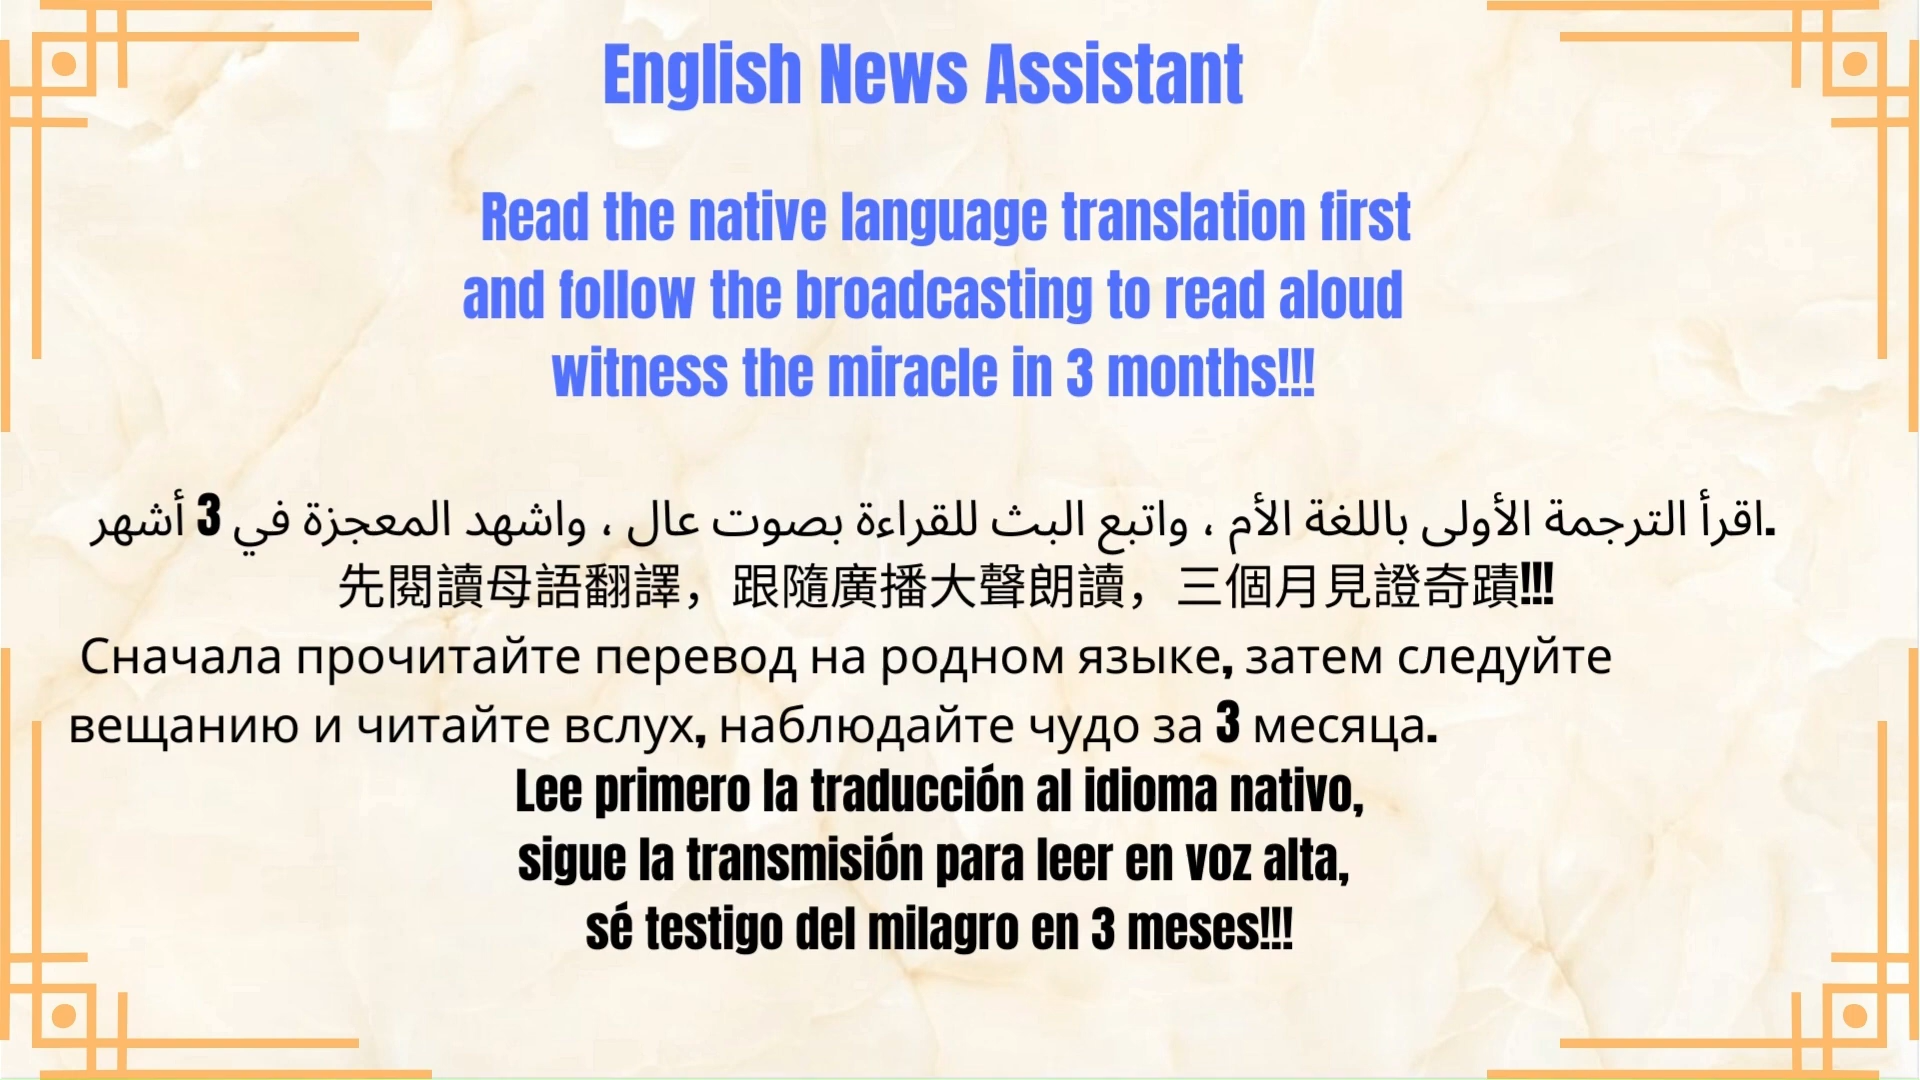 English News Assistant
Read the native language translation first
and follow the broadcasting to read aloud
witness the miracle in 3 months!!!
اقرأ الترجمة الأولى باللغة الأم ، واتبع البث للقراءة بصوت عال ، واشهد المعجزة في 3 أشهر.
先閱讀母語翻譯，跟隨廣播大聲朗讀，三個月見證奇蹟!!!
Сначала прочитайте перевод на родном языке, затем следуйте
вещанию и читайте вслух, наблюдайте чудо за 3 месяца.
Lee primero la traducción al idioma nativo,
sigue la transmisión para leer en voz alta,
sé testigo del milagro en 3 meses!!!